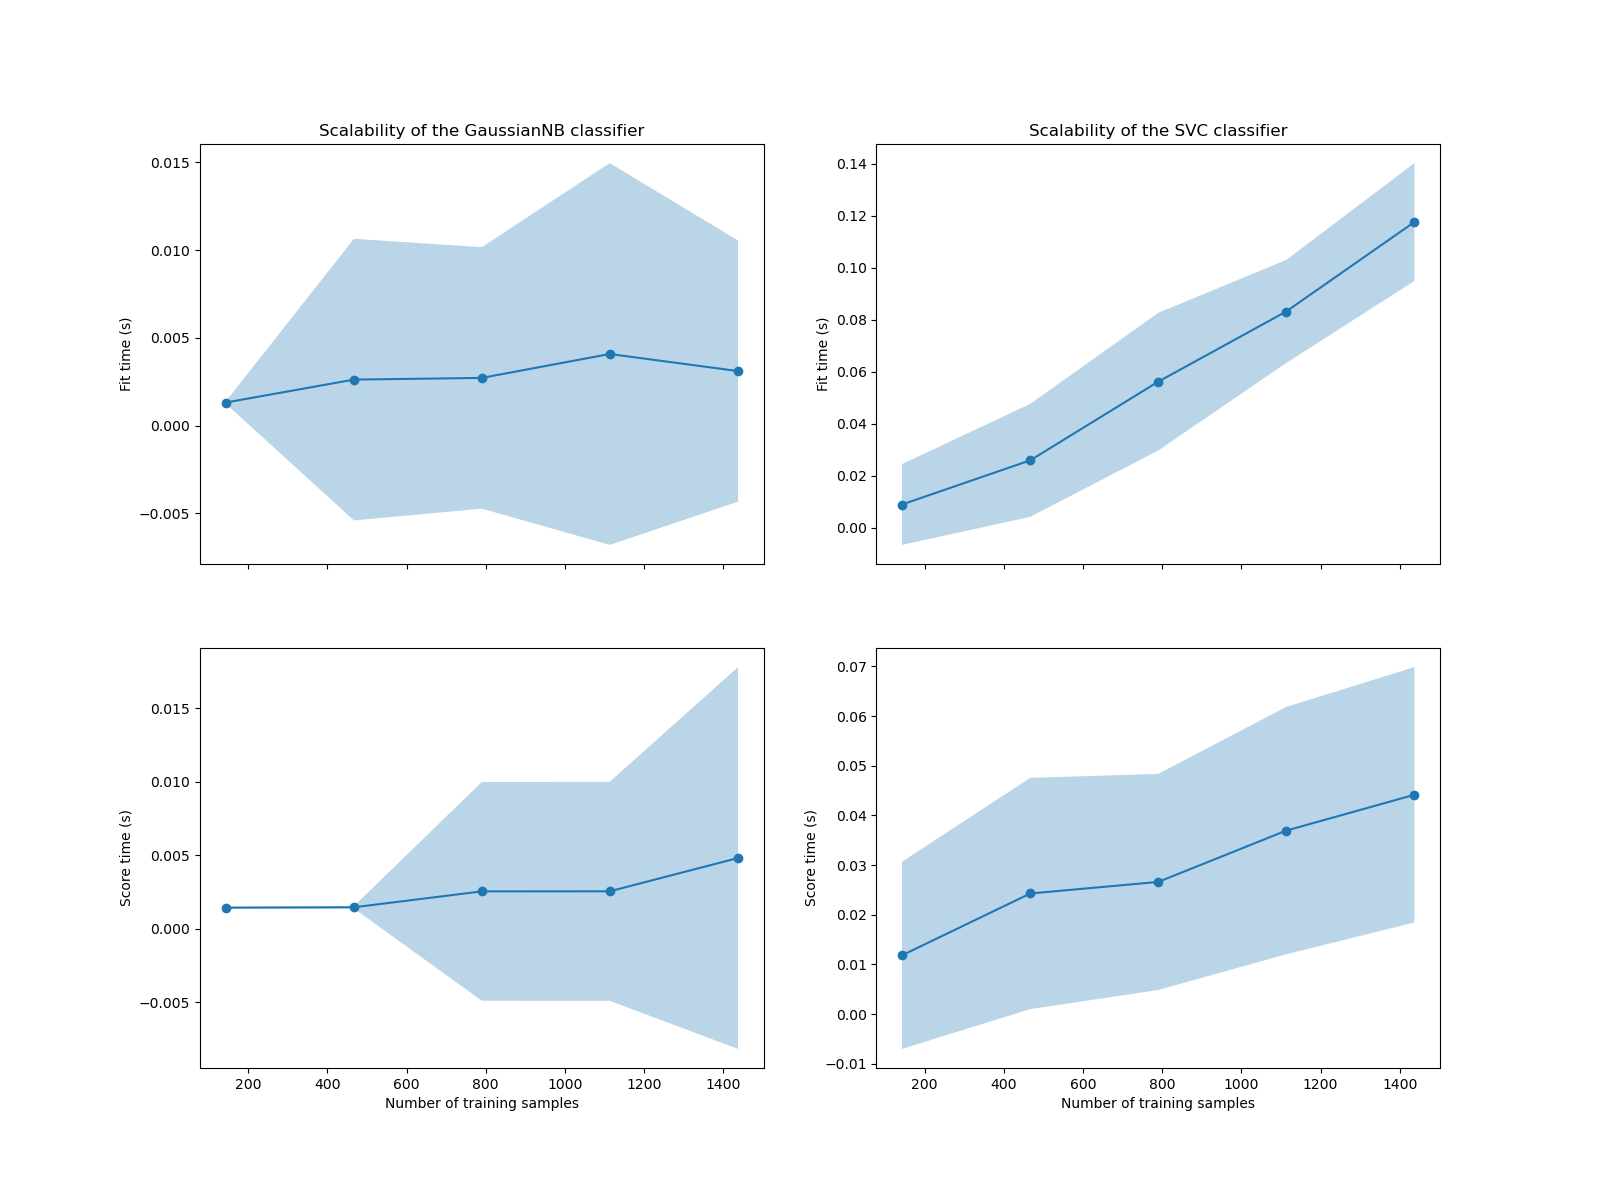 Scalability of the GaussianNB classifier
0.015
0.010
0.005
0.000
−0.005
Fit time (s)
Scalability of the SVC classifier
0.14
0.12
0.10
0.08
0.06
0.04
0.02
0.00
Fit time (s)
0.015
0.010
0.005
0.000
−0.005
Score time (s)
200 400 600 800 1000 1200 1400
Number of training samples
0.07
0.06
0.05
0.04
0.03
0.02
0.01
0.00
−0.01
Score time (s)
200 400 600 800 1000 1200 1400
Number of training samples